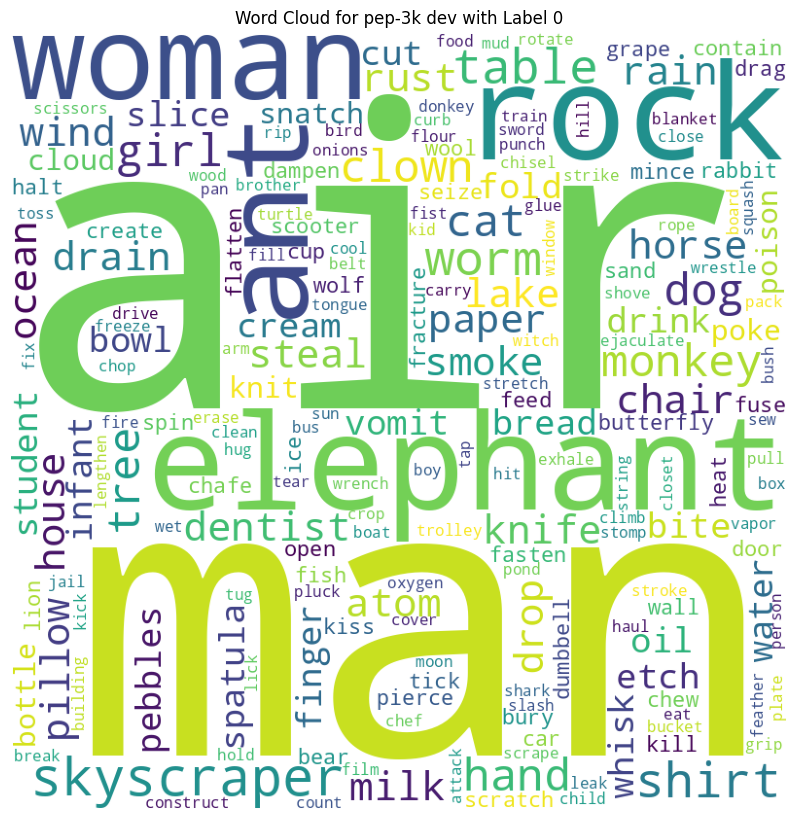 Word Cloud for pep-3k dev with Label 0
woman
cut
food
mud
rotate
grape
contain
rust
table
rain
drag
scissors
slice
snatch
donkey
curb
train
sword
punch
rock
hill
blanket
close
wind
girl
rip
bird
onions
flour
wool
chisel
cloud
ant
clown
mince
rabbit
halt
wood
pan
brother
dampen
seize
fold
strike
toss
create
turtle
scooter
fist
kid
cat
glue
window
rope
board
squash
poison
ocean
drain
flatten
fill
cup
cool
belt
worm
horse
wrestle
air
sand
shove
dog
pack
drive
freeze
bowl
wolf
tongue
carry
lake
drink
poke
fix
chop
cream
fracture
paper
witch
ejaculate
bush
arm
steal
smoke
monkey
knit
stretch
feed
chair
fuse
student
fire
spin
erase
sun
vomit
bread
butterfly
sew
infant
lengthen
tree
clean
hug
bus
ice
elephant
tap
hit
exhale
string
closet
heat
pull
house
chafe
tear
wrench
boy
box
wet
dentist
crop
boat
trolley
knife
climb
stomp
bite
vapor
open
fasten
door
jail
lion
kick
fish
pluck
oxygen
pond
stroke
wall
water
person
man
pillow
pebbles
tug
spatula
finger
kiss
atom
cover
drop
dumbbell
haul
oil
bottle
building
lick
moon
tick
pierce
shark
slash
whisk
etch
chew
eat
feather
plate
chef
bury
bucket
kill
grip
break
hold
bear
car
scrape
skyscraper
film
milk
attack
hand
leak
shirt
construct
count
scratch
child